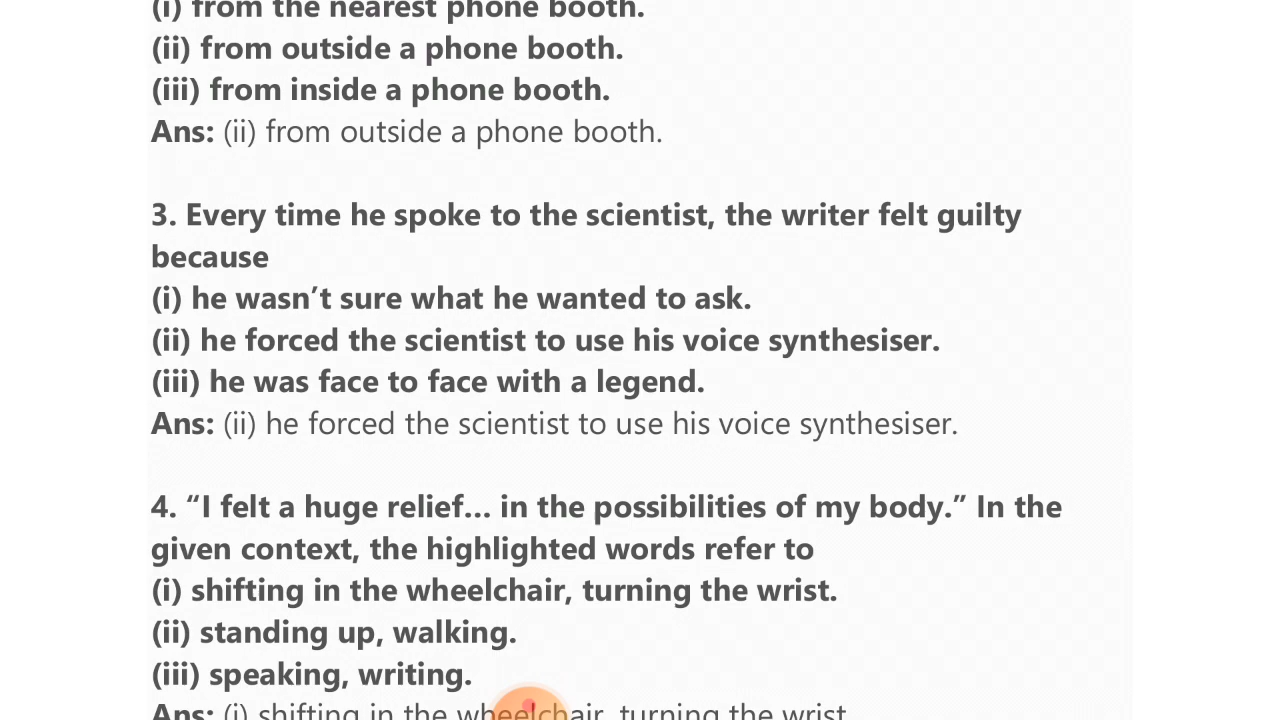 (i) from the nearest phone booth.
(ii) from outside a phone booth.
(iii) from inside a phone booth.
Ans: (ii) from outside a phone booth.
3. Every time he spoke to the scientist, the writer felt guilty
because
(i) he wasn’t sure what he wanted to ask.
(ii) he forced the scientist to use his voice synthesiser.
(iii) he was face to face with a legend.
Ans: (ii) he forced the scientist to use his voice synthesiser.
4. “I felt a huge relief… in the possibilities of my body.” In the
given context, the highlighted words refer to
(i) shifting in the wheelchair, turning the wrist.
(ii) standing up, walking.
(iii) speaking, writing.
Ans: (i) shifting in the wheelchair, turning the wrist.